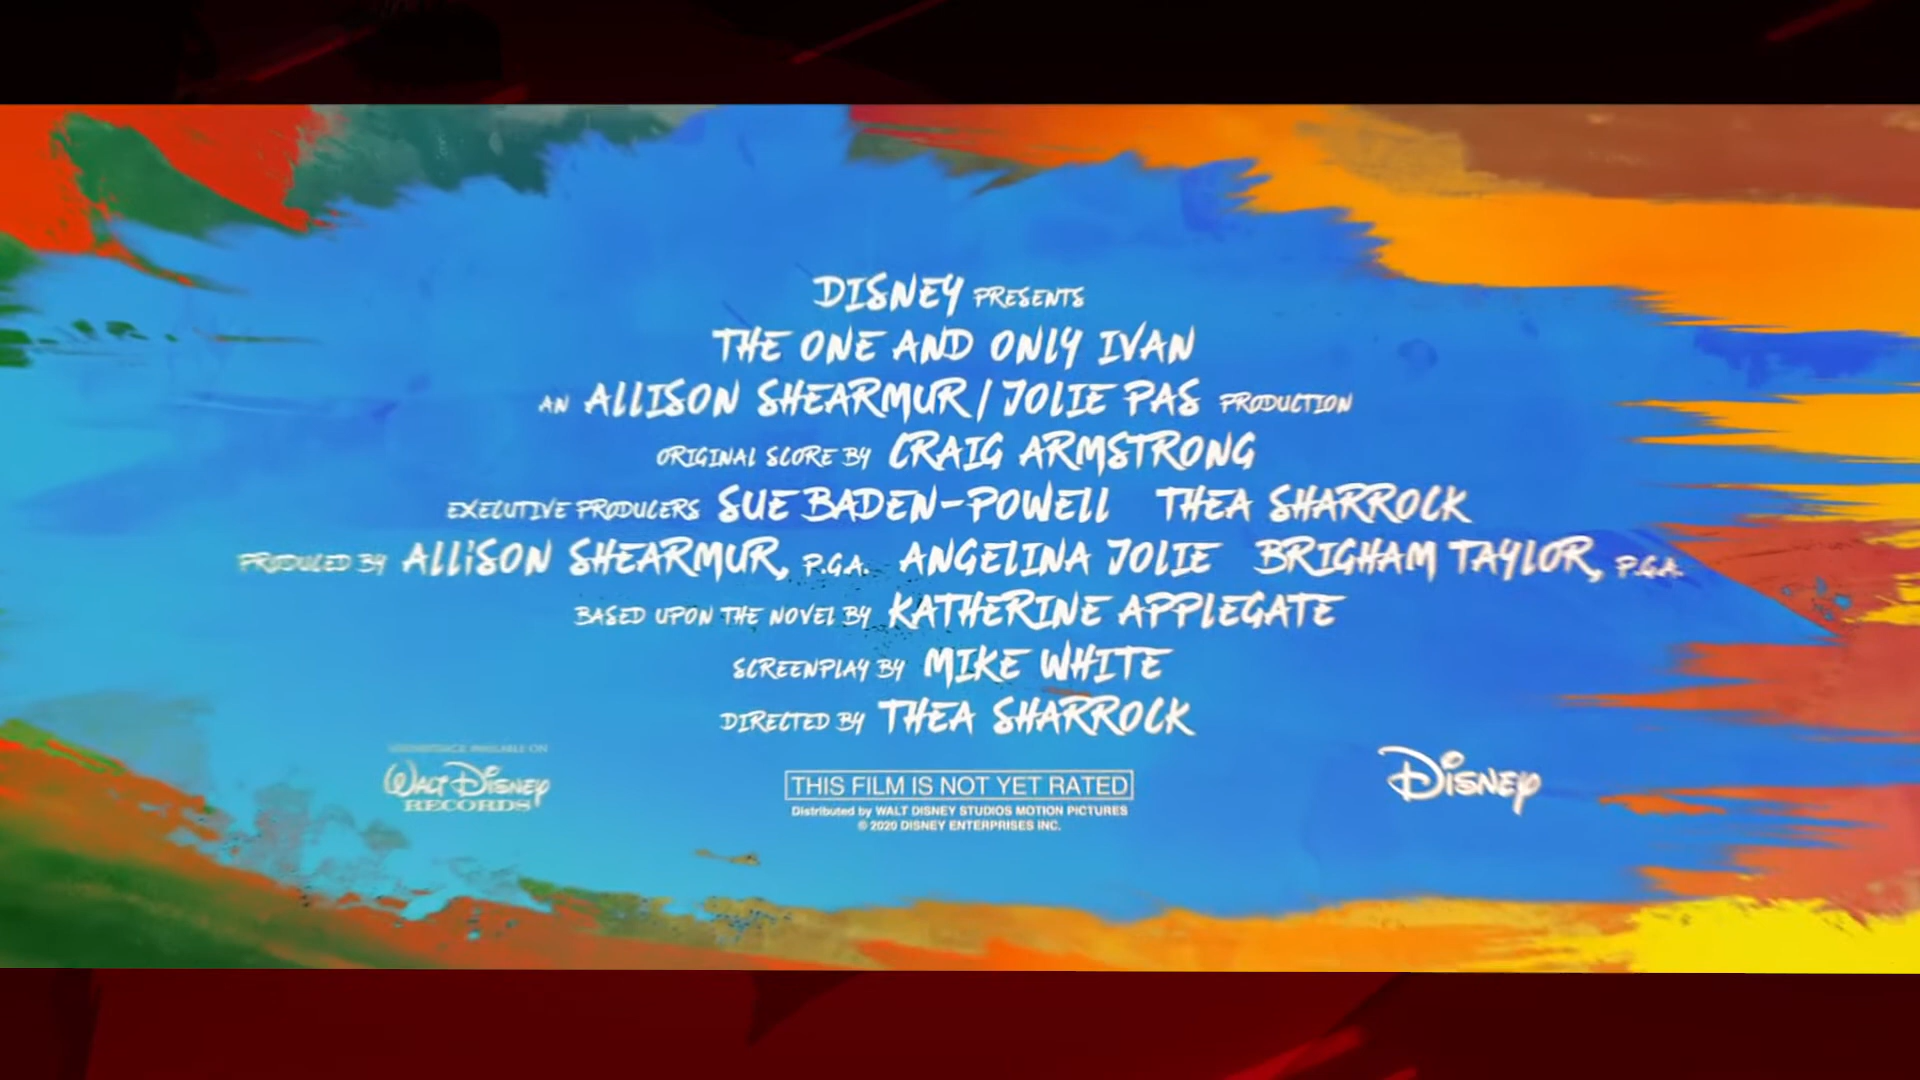 DISNEY PRESENTS
THE ONE AND ONLY IVAN
AN ALLISON SHEARMUR / JOLIE PAS PRODUCTION
ORIGINAL SCORE BY CRAIG ARMSTRONG
EXECUTIVE PRODUCERS SUE BADEN-POWELL THEA SHARROCK
PRODUCED BY ALLiSON SHEARMUR, P.G.A. ANGELINA JOLIE BRIGHAM TAYLOR, P.G.A.
BASED UPON THE NOVEL BY KATHERINE APPLEGATE
SCREENPLAY BY MIKE WHITE
DIRECTED BY THEA SHARROCK
SOUNDTRACK AVAILABLE ON
WALT DISNEY
RECORDS
THIS FILM IS NOT YET RATED
Distributed by WALT DISNEY STUDIOS MOTION PICTURES
© 2020 DISNEY ENTERPRISES INC.
DISNEY